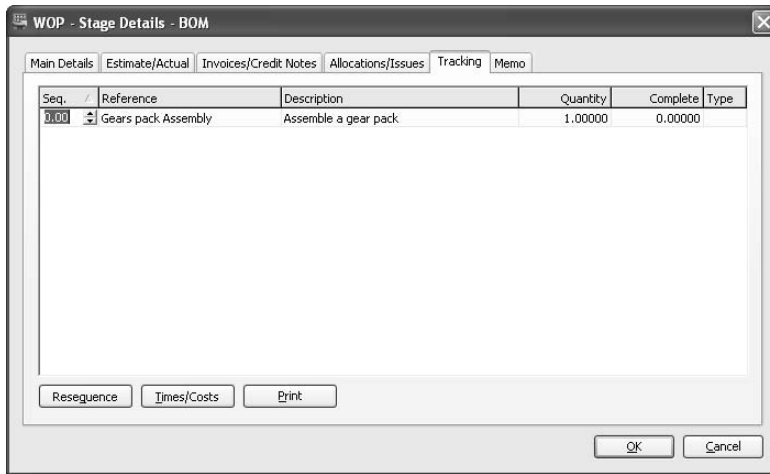 WOP - Stage Details - BOM
Main Details Estimate/Actual Invoices/Credit Notes Allocations/Issues Tracking Memo
Seq. Reference Description Quantity Complete Type
0.00 Gears pack Assembly Assemble a gear pack 1.00000 0.00000
Resequence Times/Costs Print
OK Cancel